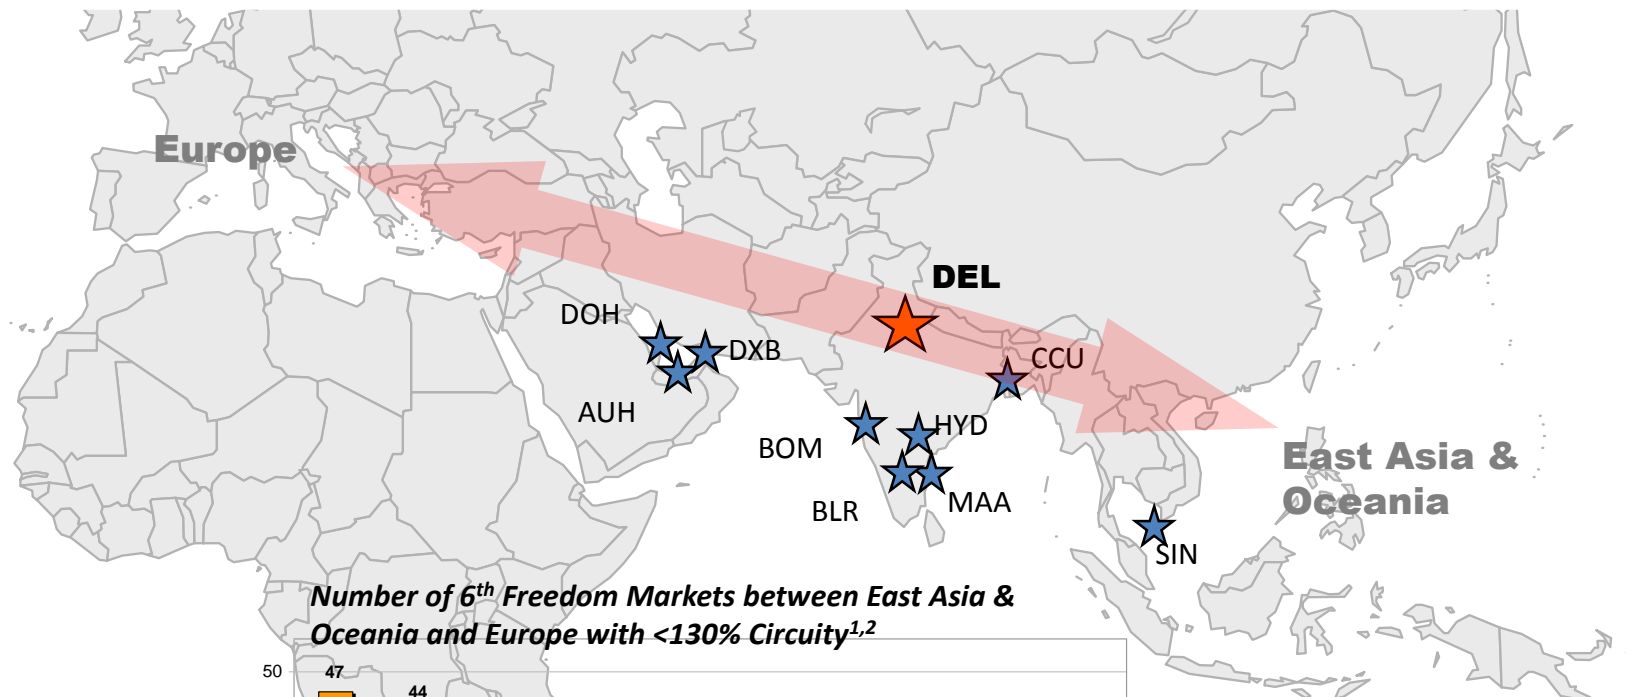 Europe
DEL
DOH
DXB
CCU
AUH
HYD
BOM
East Asia &
Oceania
MAA
BLR
SIN
Number of 6th Freedom Markets between East Asia &
Oceania and Europe with <130% Circuity1,2
50
47
44